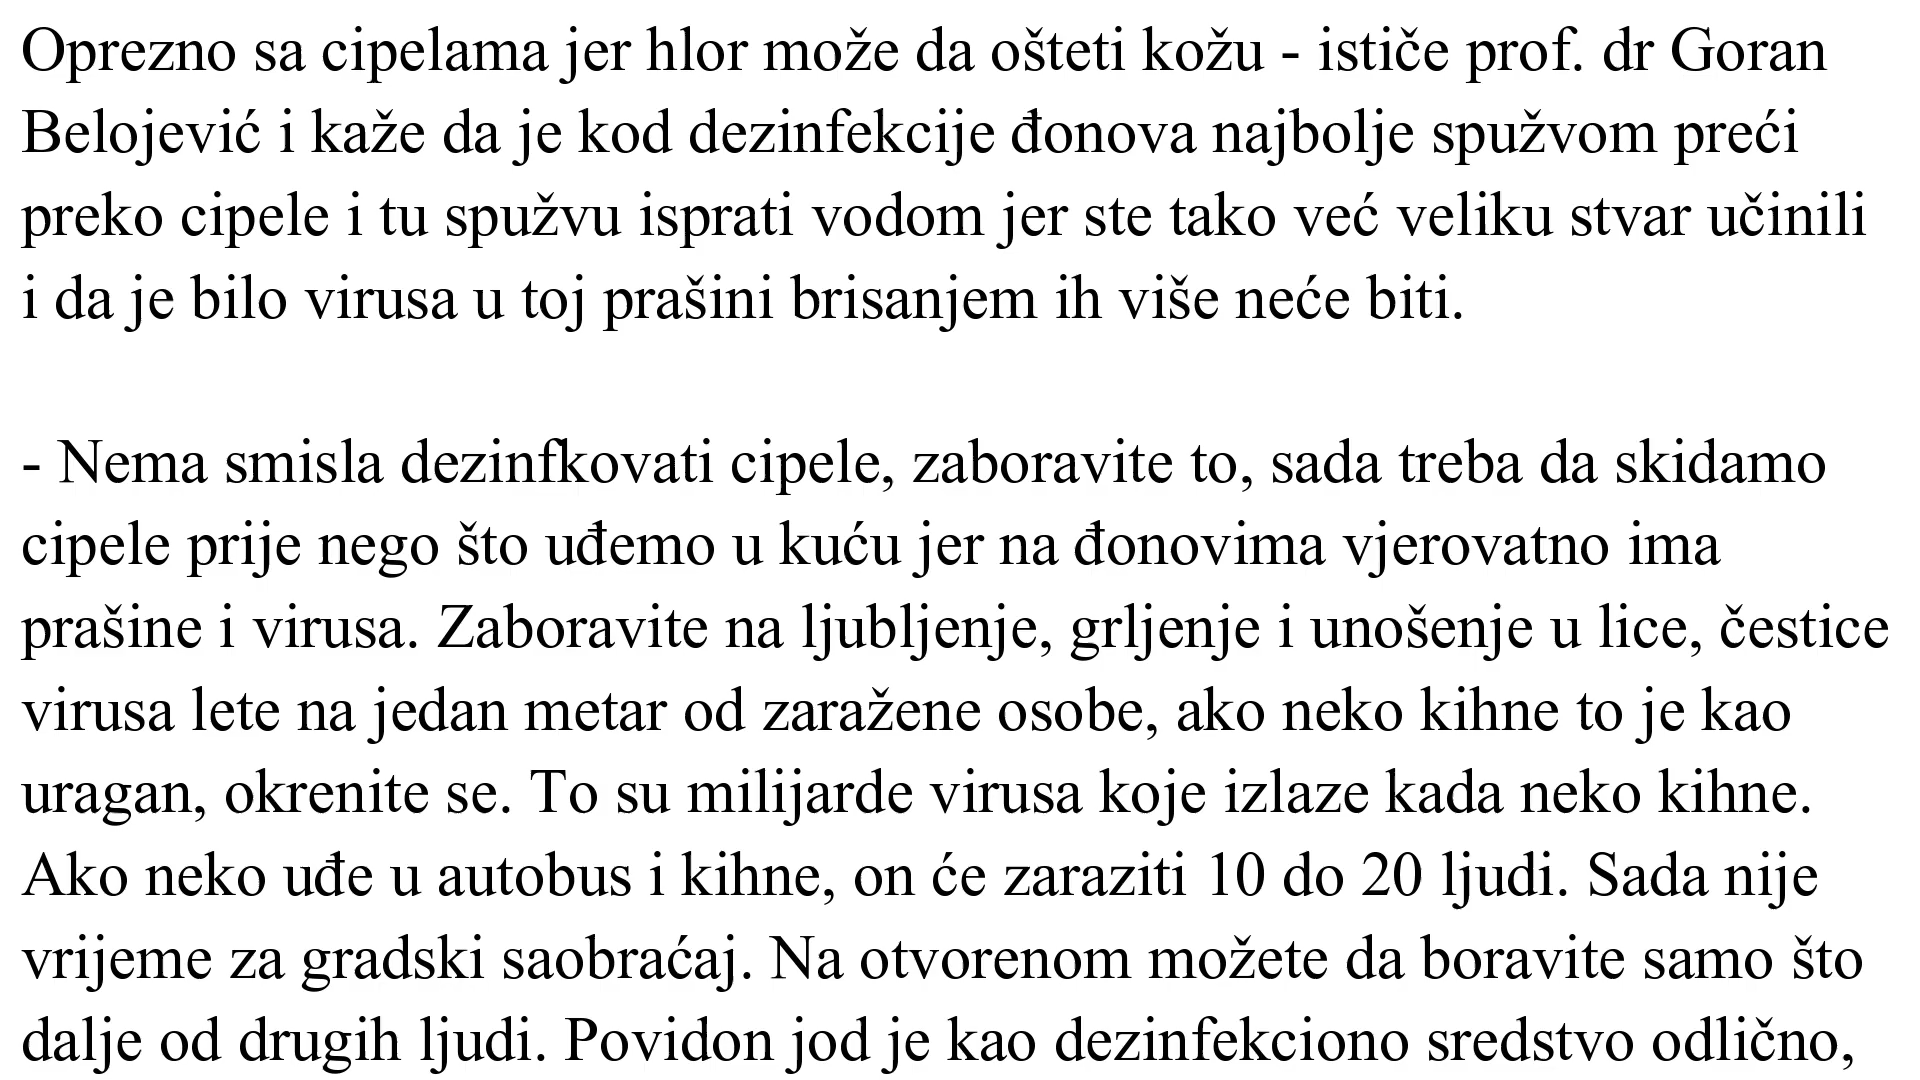 Oprezno sa cipelama jer hlor može da ošteti kožu - ističe prof. dr Goran
Belojević i kaže da je kod dezinfekcije đonova najbolje spužvom preći
preko cipele i tu spužvu isprati vodom jer ste tako već veliku stvar učinili
i da je bilo virusa u toj prašini brisanjem ih više neće biti.
- Nema smisla dezinfkovati cipele, zaboravite to, sada treba da skidamo
cipele prije nego što uđemo u kuću jer na đonovima vjerovatno ima
prašine i virusa. Zaboravite na ljubljenje, grljenje i unošenje u lice, čestice
virusa lete na jedan metar od zaražene osobe, ako neko kihne to je kao
uragan, okrenite se. To su milijarde virusa koje izlaze kada neko kihne.
Ako neko uđe u autobus i kihne, on će zaraziti 10 do 20 ljudi. Sada nije
vrijeme za gradski saobraćaj. Na otvorenom možete da boravite samo što
dalje od drugih ljudi. Povidon jod je kao dezinfekciono sredstvo odlično,